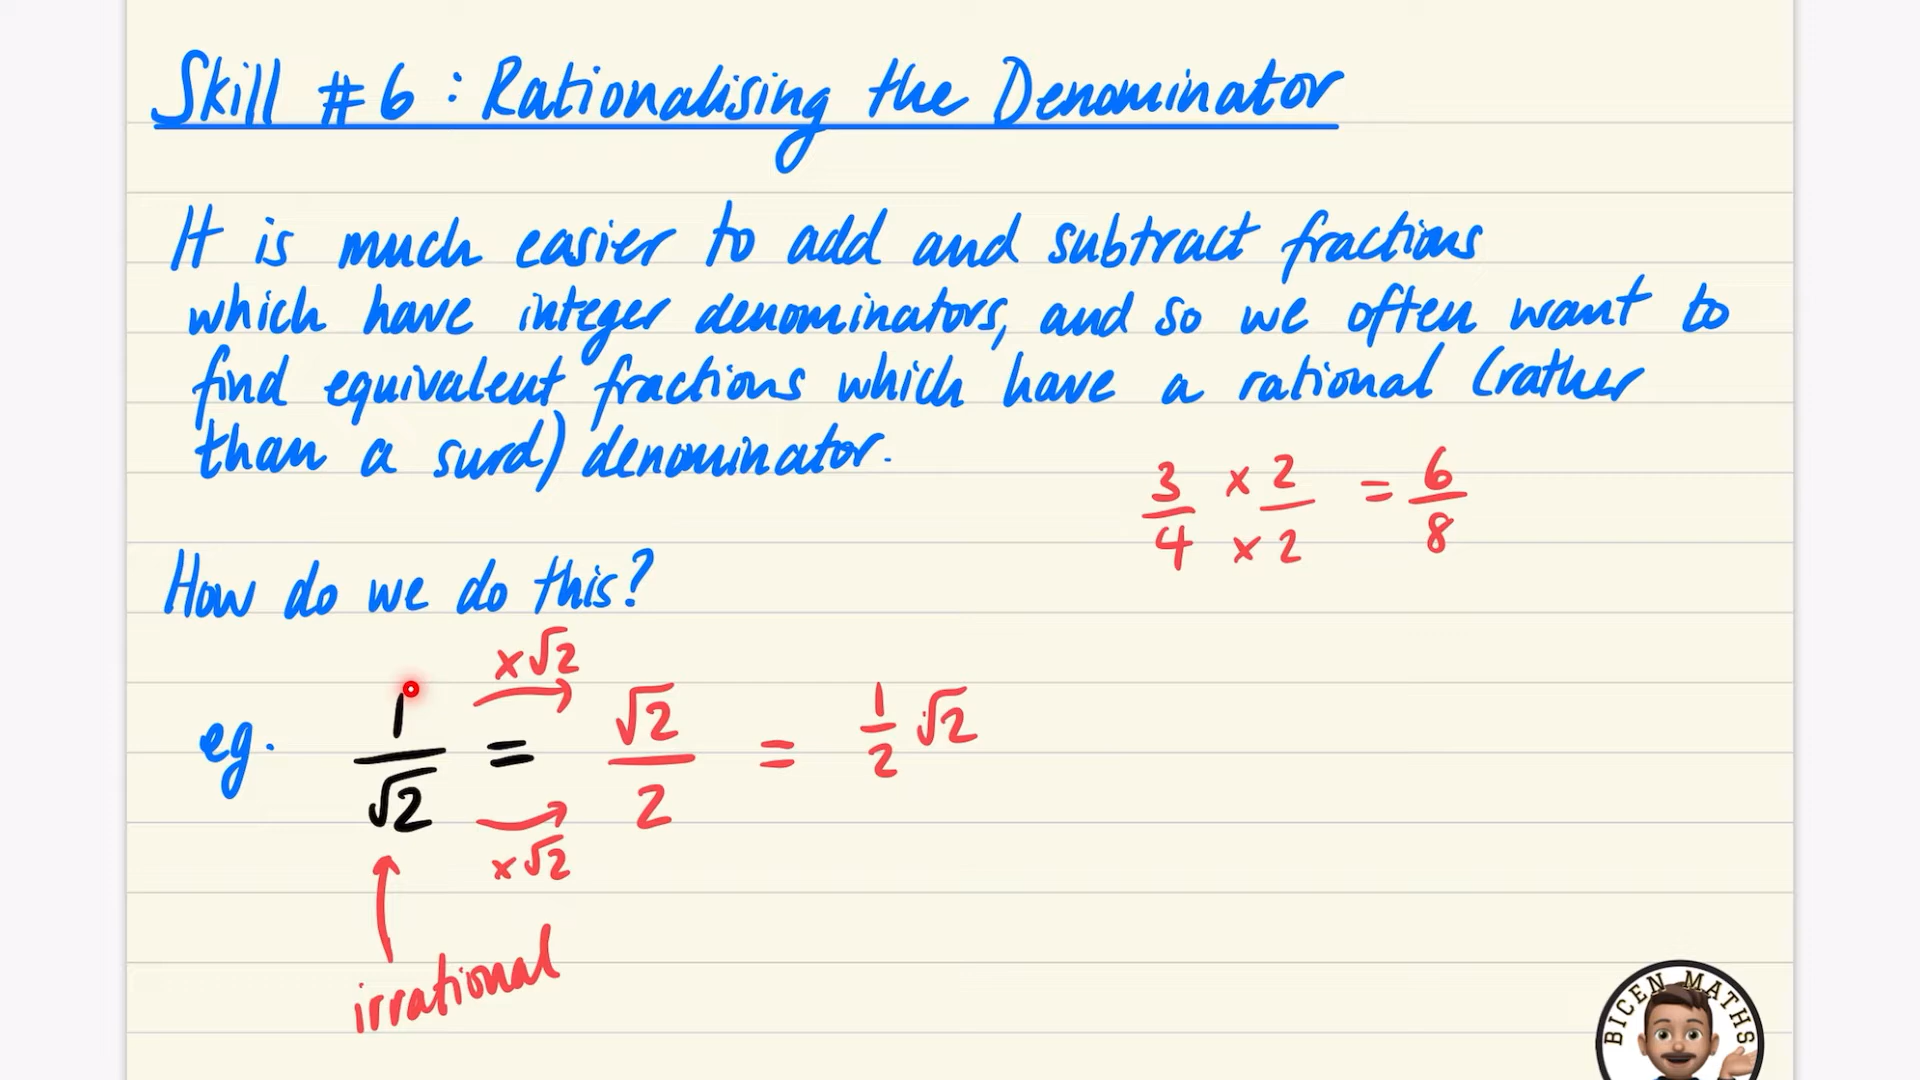 Skill #6: Rationalising the Denominator
It is much easier to add and subtract fractions
which have integer denominators, and so we often want to
find equivalent fractions which have a rational (rather
than a surd) denominator.
3/4 ×2/×2 = 6/8
How do we do this?
×√2
eg. 1/√2 = √2/2 = 1/2 √2
×√2
irrational
BICEN MATHS